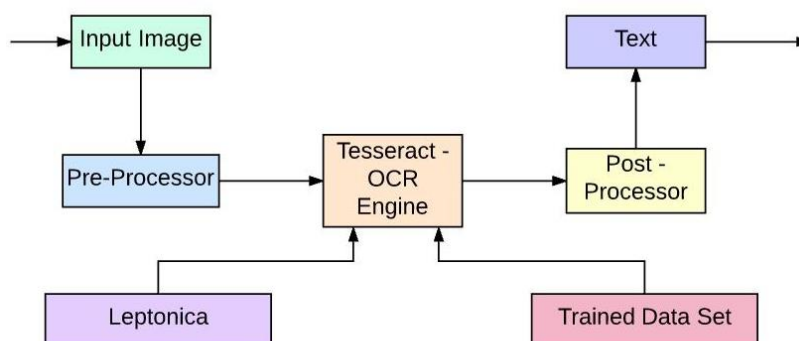 Input Image
Text
Pre-Processor
Tesseract -
OCR
Engine
Post -
Processor
Leptonica
Trained Data Set